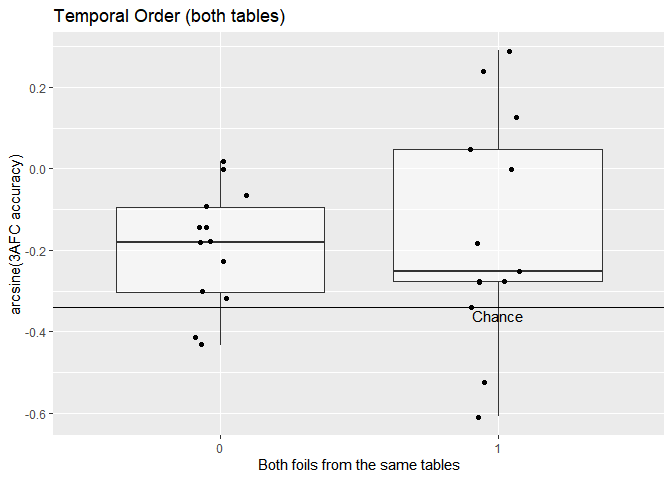 Temporal Order (both tables)
arcsine(3AFC accuracy)
0.2
0.0
-0.2
-0.4
-0.6
Chance
0
1
Both foils from the same tables